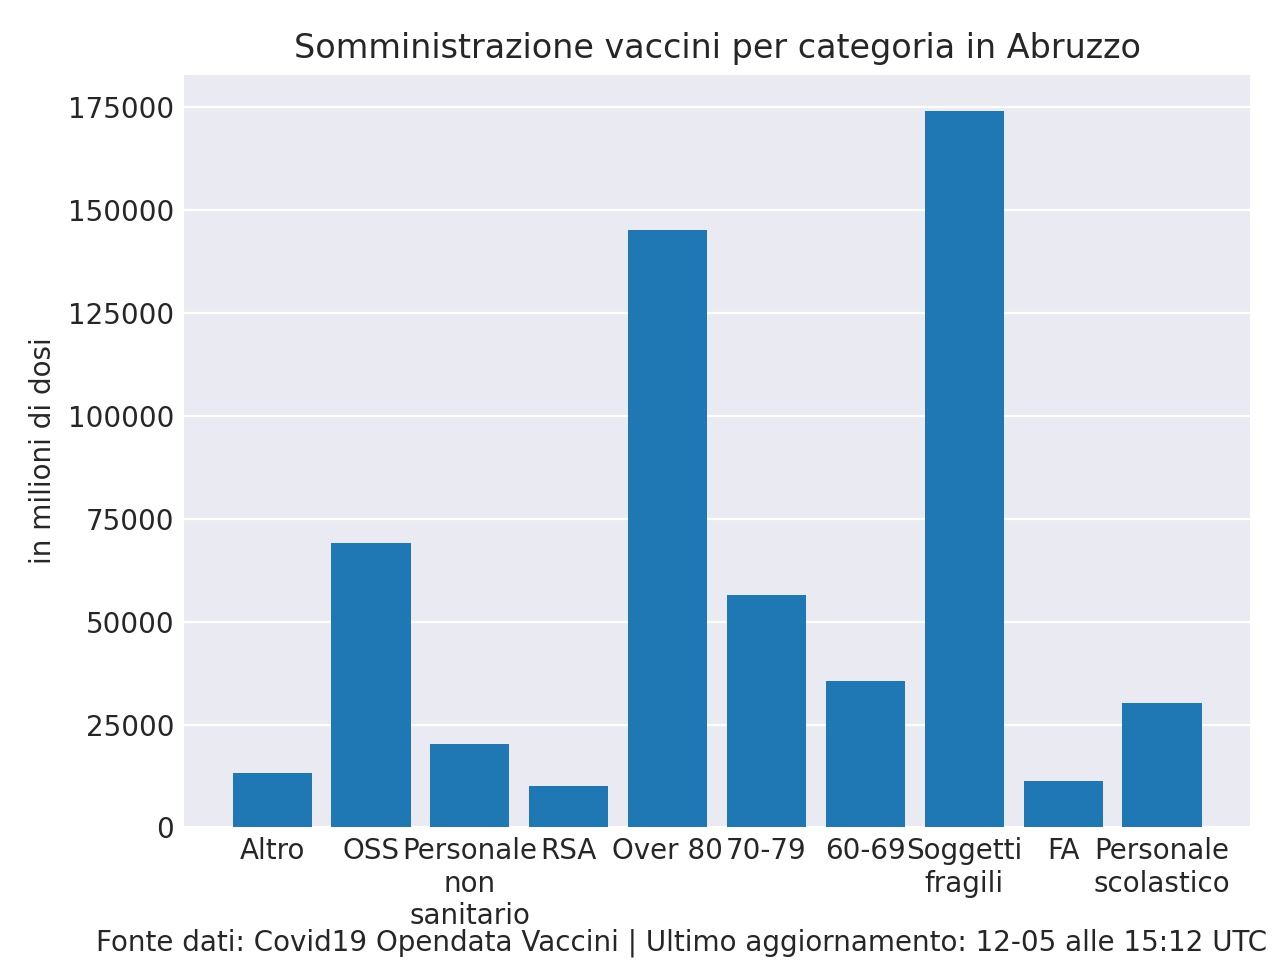 Somministrazione vaccini per categoria in Abruzzo
in milioni di dosi
175000
150000
125000
100000
75000
50000
25000
0
Altro
OSS
Personale
non
sanitario
RSA
Over 80
70-79
60-69
Soggetti
fragili
FA
Personale
scolastico
Fonte dati: Covid19 Opendata Vaccini | Ultimo aggiornamento: 12-05 alle 15:12 UTC